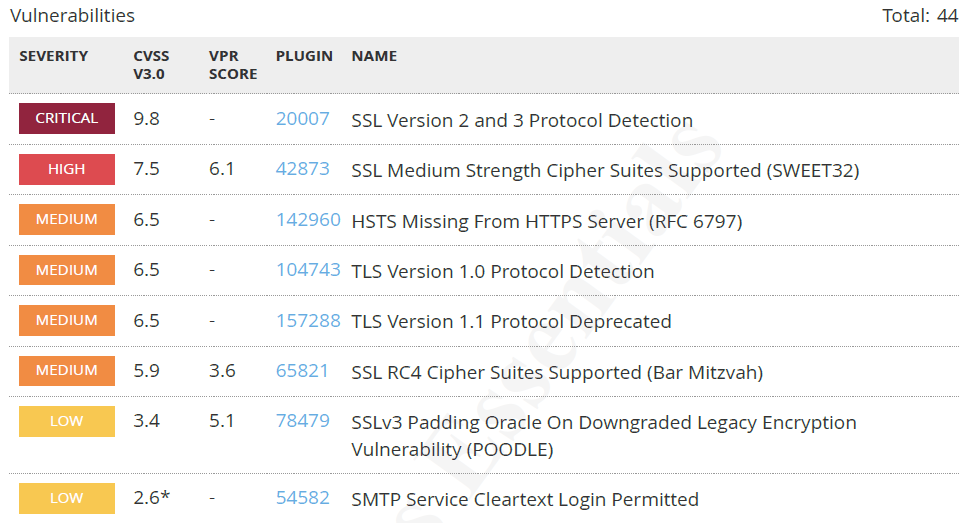 Vulnerabilities Total: 44
SEVERITY CVSS V3.0 VPR SCORE PLUGIN NAME
CRITICAL 9.8 - 20007 SSL Version 2 and 3 Protocol Detection
HIGH 7.5 6.1 42873 SSL Medium Strength Cipher Suites Supported (SWEET32)
MEDIUM 6.5 - 142960 HSTS Missing From HTTPS Server (RFC 6797)
MEDIUM 6.5 - 104743 TLS Version 1.0 Protocol Detection
MEDIUM 6.5 - 157288 TLS Version 1.1 Protocol Deprecated
MEDIUM 5.9 3.6 65821 SSL RC4 Cipher Suites Supported (Bar Mitzvah)
LOW 3.4 5.1 78479 SSLv3 Padding Oracle On Downgraded Legacy Encryption
Vulnerability (POODLE)
LOW 2.6* - 54582 SMTP Service Cleartext Login Permitted
s Essentials